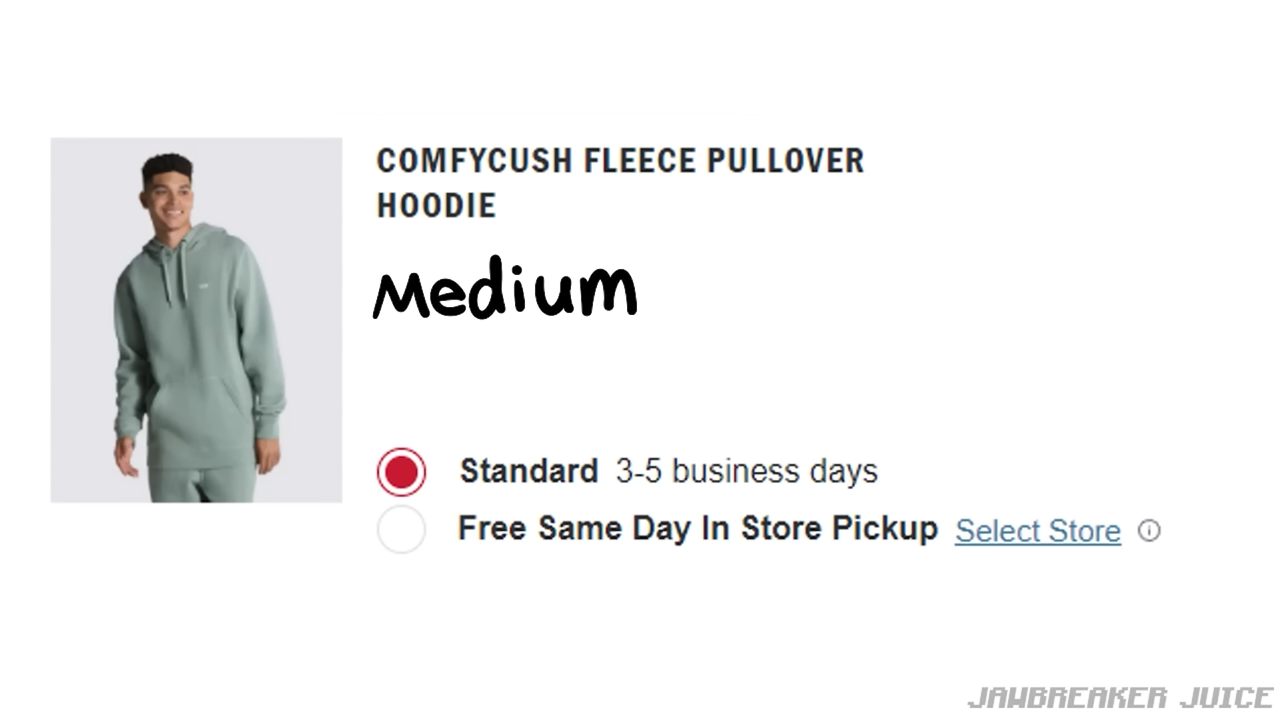 COMFYCUSH FLEECE PULLOVER
HOODIE
Medium
Standard 3-5 business days
Free Same Day In Store Pickup Select Store
JAWBREAKER JUICE